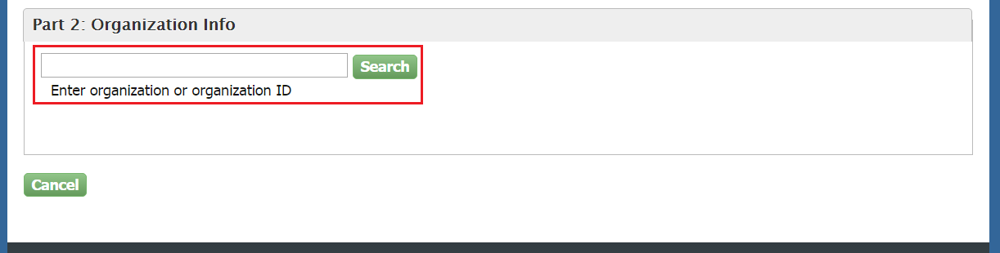 Part 2: Organization Info
Search
Enter organization or organization ID
Cancel